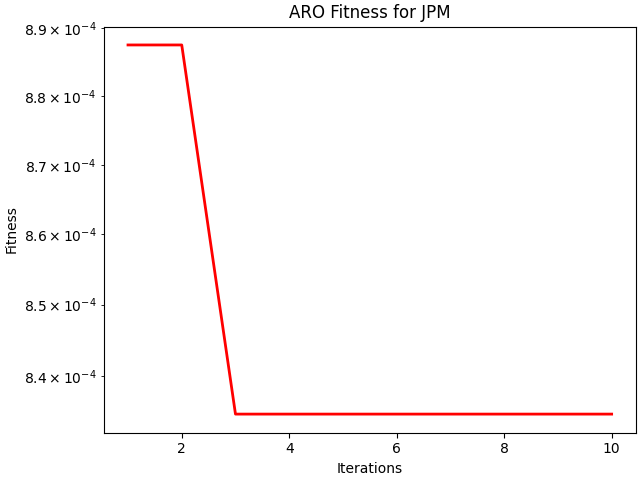 ARO Fitness for JPM
8.9 × 10⁻⁴
8.8 × 10⁻⁴
8.7 × 10⁻⁴
8.6 × 10⁻⁴
8.5 × 10⁻⁴
8.4 × 10⁻⁴
Fitness
2 4 6 8 10
Iterations